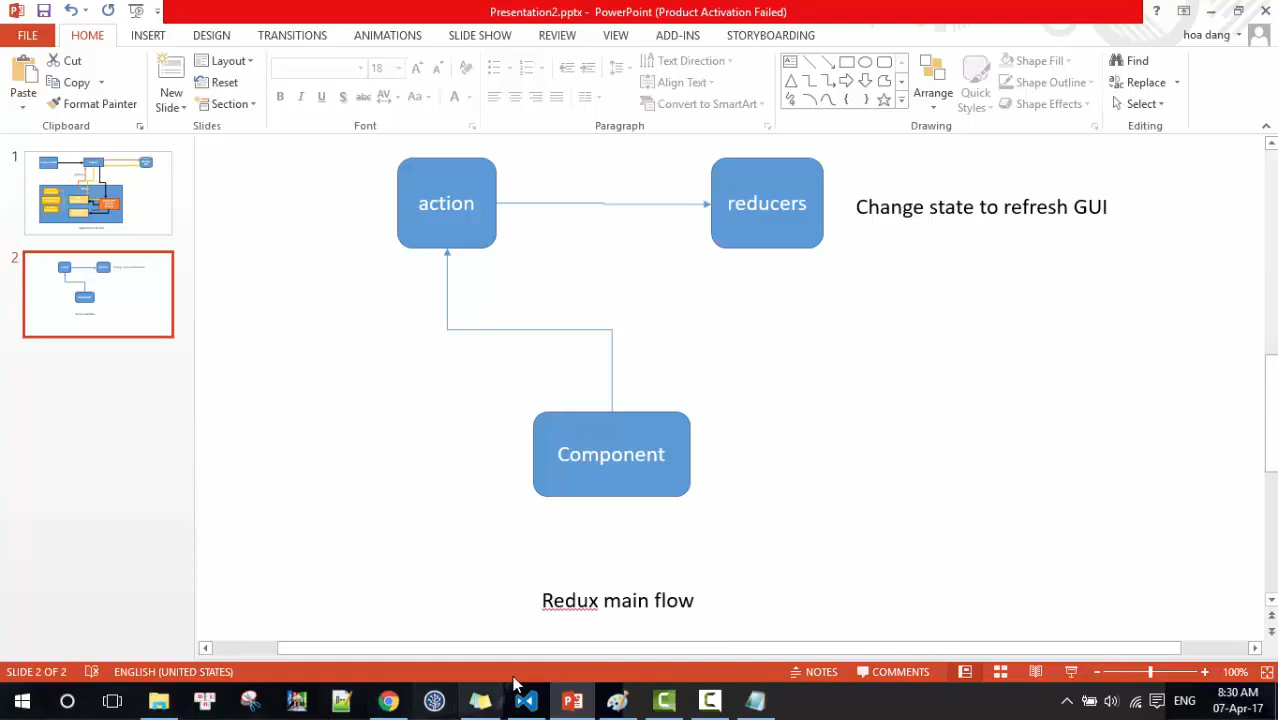 Presentation2.pptx - PowerPoint (Product Activation Failed)
FILE HOME INSERT DESIGN TRANSITIONS ANIMATIONS SLIDE SHOW REVIEW VIEW ADD-INS STORYBOARDING hoa dang
Paste
Cut
Copy
Format Painter
Clipboard
New
Slide
Layout
Reset
Section
Slides
18
Font
Text Direction
Align Text
Convert to SmartArt
Paragraph
Arrange
Quick
Styles
Shape Fill
Shape Outline
Shape Effects
Drawing
Find
Replace
Select
Editing
1
2
action
reducers
Change state to refresh GUI
Component
Redux main flow
SLIDE 2 OF 2 ENGLISH (UNITED STATES) NOTES COMMENTS 100%
ENG
8:30 AM
07-Apr-17